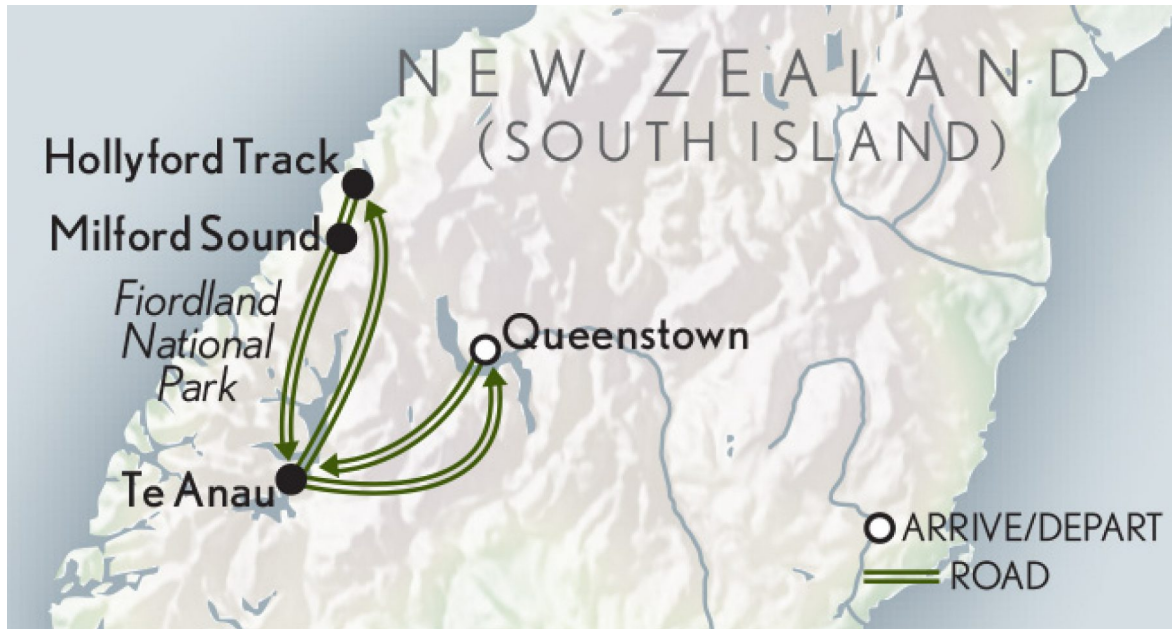 NEW ZEALAND
(SOUTH ISLAND)
Hollyford Track
Milford Sound
Fiordland
National
Park
Queenstown
Te Anau
ARRIVE/DEPART
ROAD